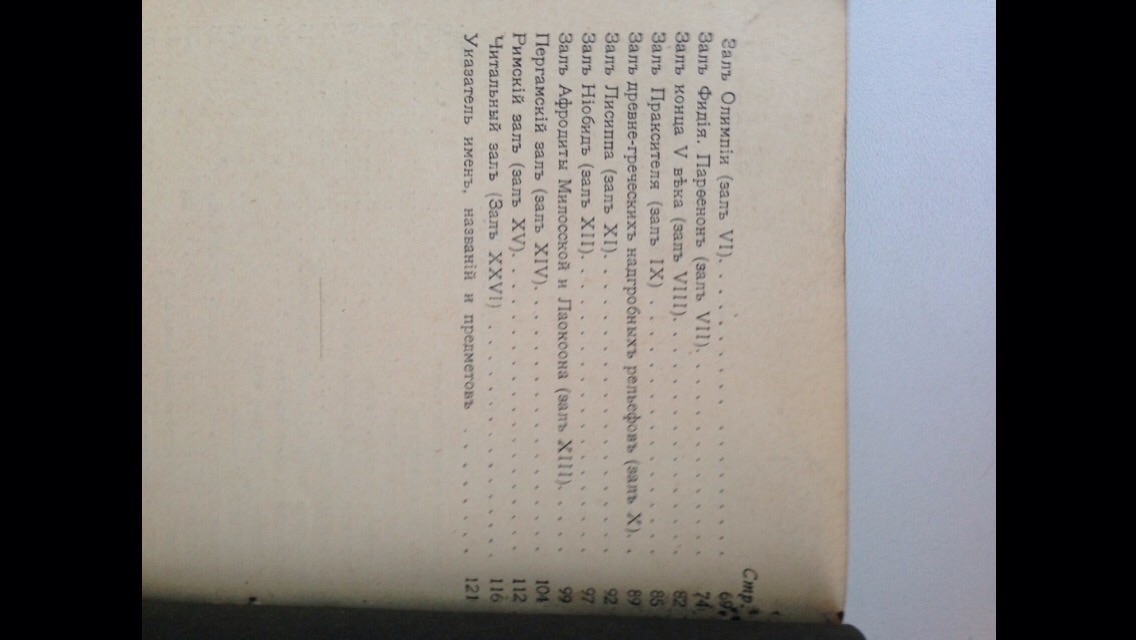 Стр.
Залъ Олимпіи (залъ VI). . . . . . . . . . . . . 69
Залъ Фидія. Парѳенонъ (залъ VII). . . . . . . . . . 74
Залъ конца V вѣка (залъ VIII). . . . . . . . . . . . 82
Залъ Праксителя (залъ IX) . . . . . . . . . . . . 85
Залъ древне-греческихъ надгробныхъ рельефовъ (залъ X). . 89
Залъ Лисиппа (залъ XI). . . . . . . . . . . . . . 92
Залъ Ніобидъ (залъ XII). . . . . . . . . . . . . . 97
Залъ Афродиты Милосской и Лаокоона (залъ XIII). . . . 99
Пергамскій залъ (залъ XIV). . . . . . . . . . . . . 104
Римскій залъ (залъ XV). . . . . . . . . . . . . . 112
Читальный залъ (Залъ XXVI) . . . . . . . . . . . . 116
Указатель именъ, названій и предметовъ . . . . . . . 121